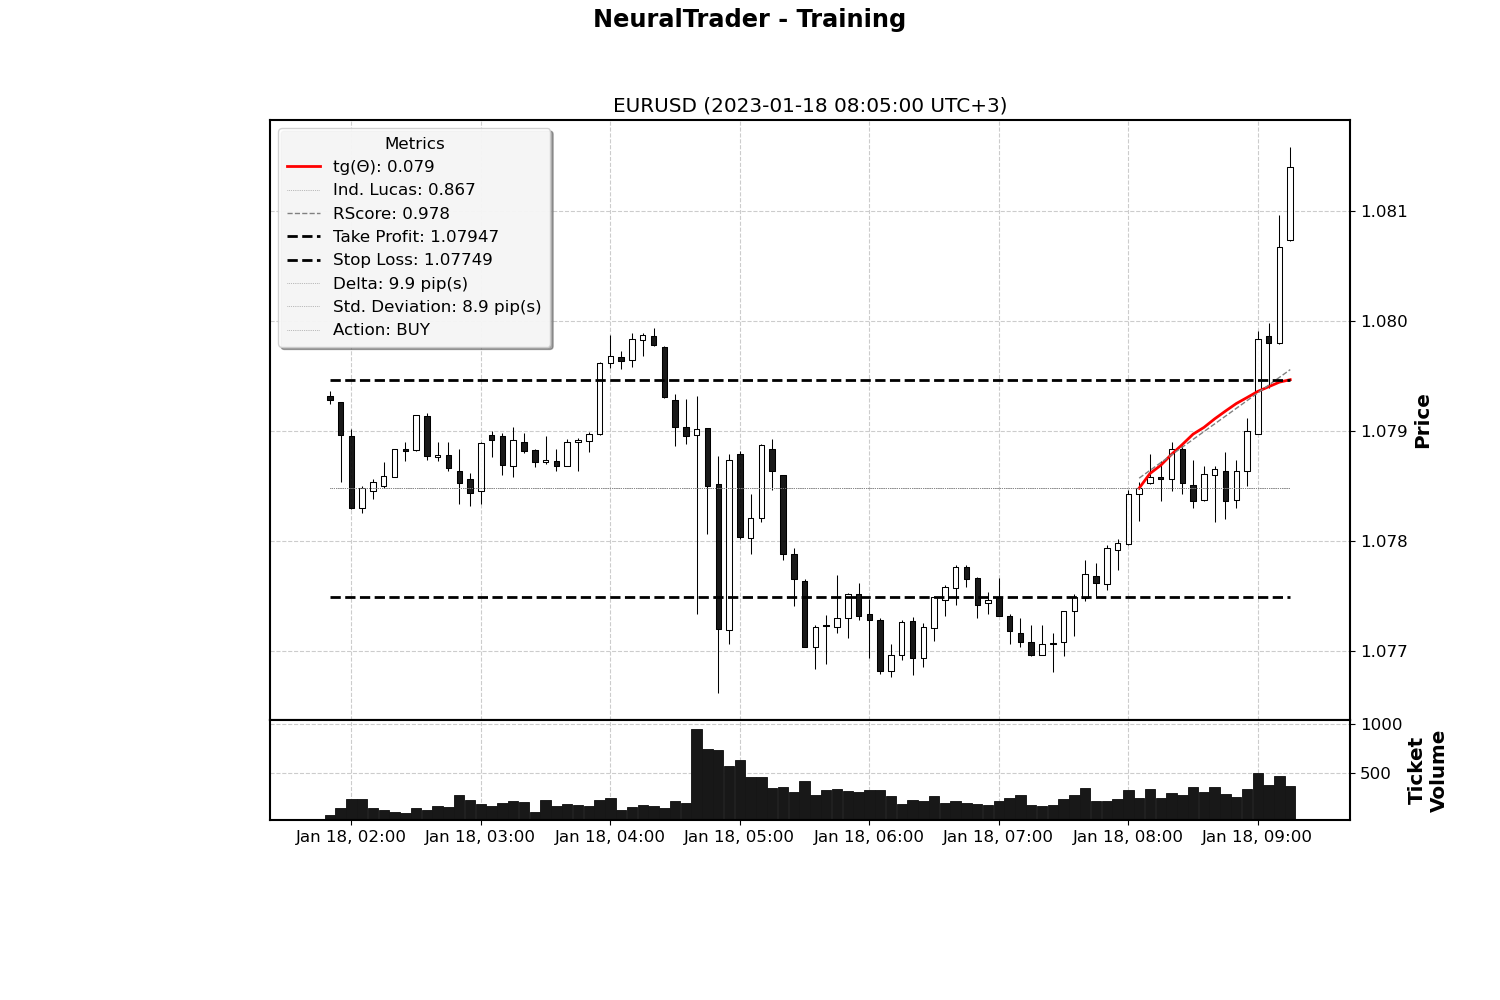 NeuralTrader - Training
EURUSD (2023-01-18 08:05:00 UTC+3)
Metrics
tg(Θ): 0.079
Ind. Lucas: 0.867
RScore: 0.978
Take Profit: 1.07947
Stop Loss: 1.07749
Delta: 9.9 pip(s)
Std. Deviation: 8.9 pip(s)
Action: BUY
1.081
1.080
1.079
1.078
1.077
Price
1000
500
Ticket
Volume
Jan 18, 02:00
Jan 18, 03:00
Jan 18, 04:00
Jan 18, 05:00
Jan 18, 06:00
Jan 18, 07:00
Jan 18, 08:00
Jan 18, 09:00